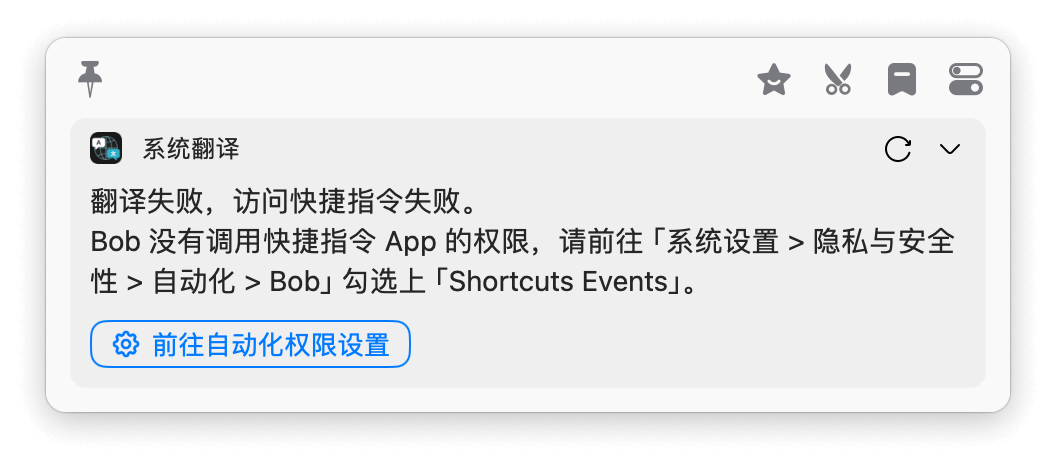 系统翻译
翻译失败，访问快捷指令失败。
Bob 没有调用快捷指令 App 的权限，请前往「系统设置 > 隐私与安全
性 > 自动化 > Bob」勾选上「Shortcuts Events」。
前往自动化权限设置